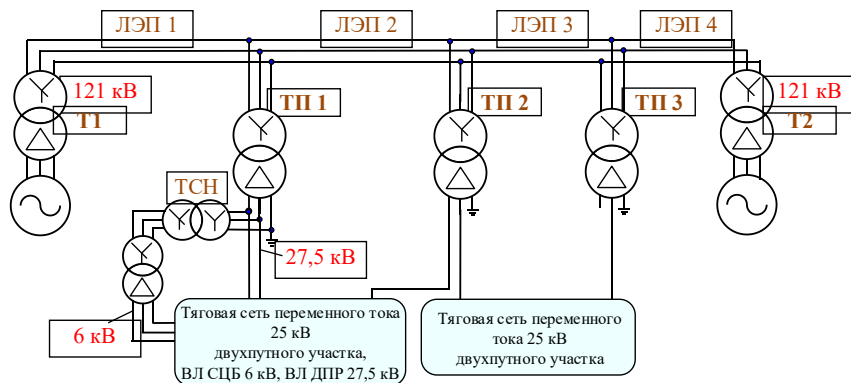 ЛЭП 1 ЛЭП 2 ЛЭП 3 ЛЭП 4
121 кВ
Т1
ТП 1
ТП 2
ТП 3
121 кВ
Т2
ТСН
27,5 кВ
6 кВ
Тяговая сеть переменного тока
25 кВ
двухпутного участка,
ВЛ СЦБ 6 кВ, ВЛ ДПР 27,5 кВ
Тяговая сеть переменного
тока 25 кВ
двухпутного участка